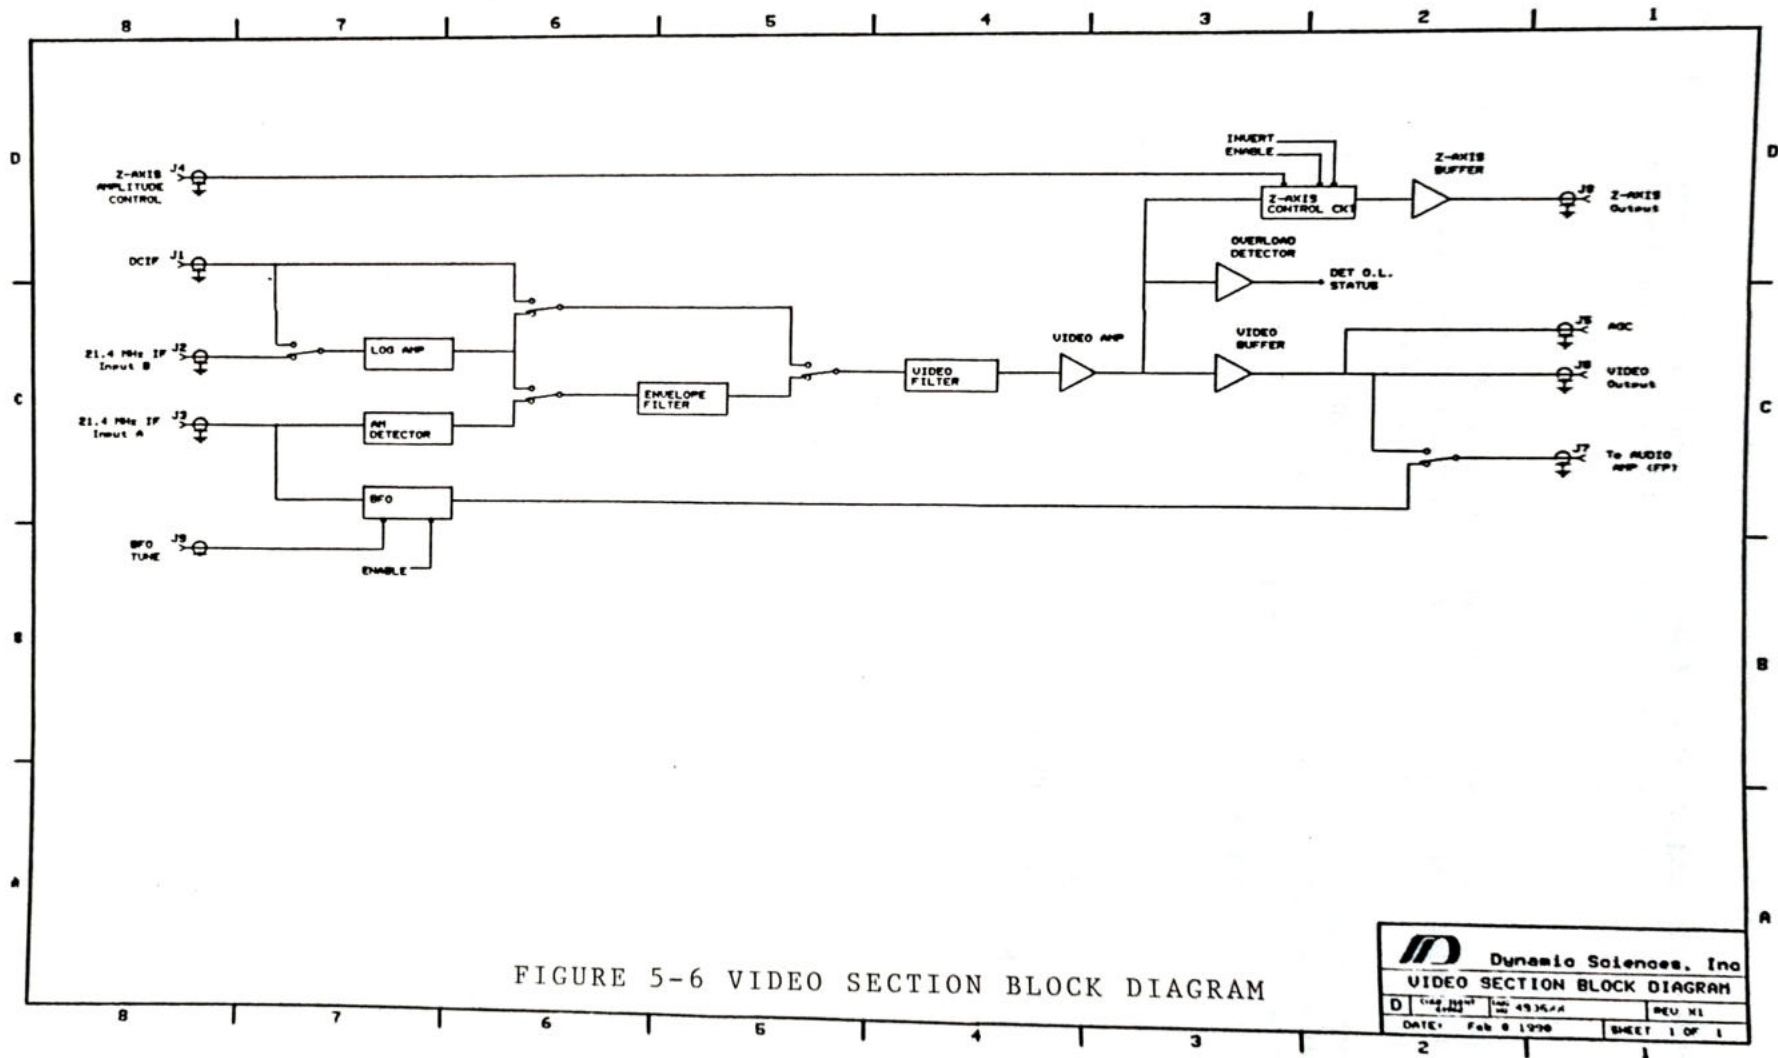 8 7 6 5 4 3 2 1
D
D
INVERT
ENABLE
Z-AXIS
BUFFER
Z-AXIS
AMPLITUDE
CONTROL
J4
Z-AXIS
CONTROL CKT
Z-AXIS
Output
DCIF
J1
OVERLOAD
DETECTOR
DET O.L.
STATUS
21.4 MHz IF
Input B
J2
LOG AMP
VIDEO AMP
VIDEO
BUFFER
J5
AGC
ENVELOPE
FILTER
VIDEO
FILTER
VIDEO
Output
C
C
21.4 MHz IF
Input A
J3
AM
DETECTOR
J7
To AUDIO
AMP (FP)
BFO
BFO
TUNE
J9
ENABLE
B
B
A
A
FIGURE 5-6 VIDEO SECTION BLOCK DIAGRAM
Dynamic Sciences, Inc
VIDEO SECTION BLOCK DIAGRAM
D
REV X1
DATE: Feb 8 1990
SHEET 1 OF 1
8 7 6 5 4 3 2 1